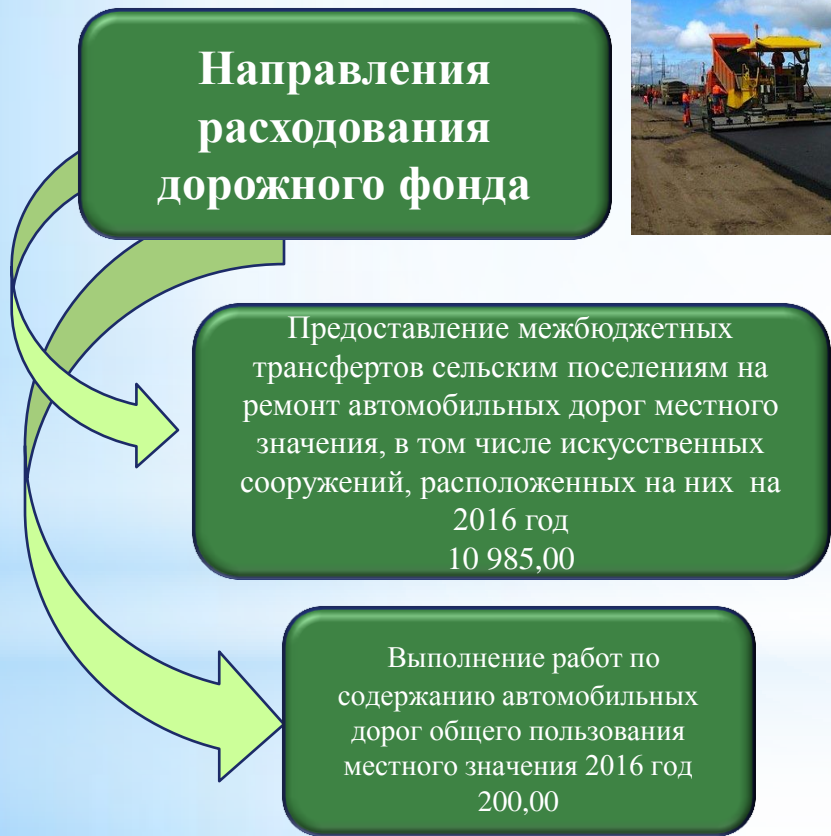 Направления
расходования
дорожного фонда
Предоставление межбюджетных
трансфертов сельским поселениям на
ремонт автомобильных дорог местного
значения, в том числе искусственных
сооружений, расположенных на них на
2016 год
10 985,00
Выполнение работ по
содержанию автомобильных
дорог общего пользования
местного значения 2016 год
200,00